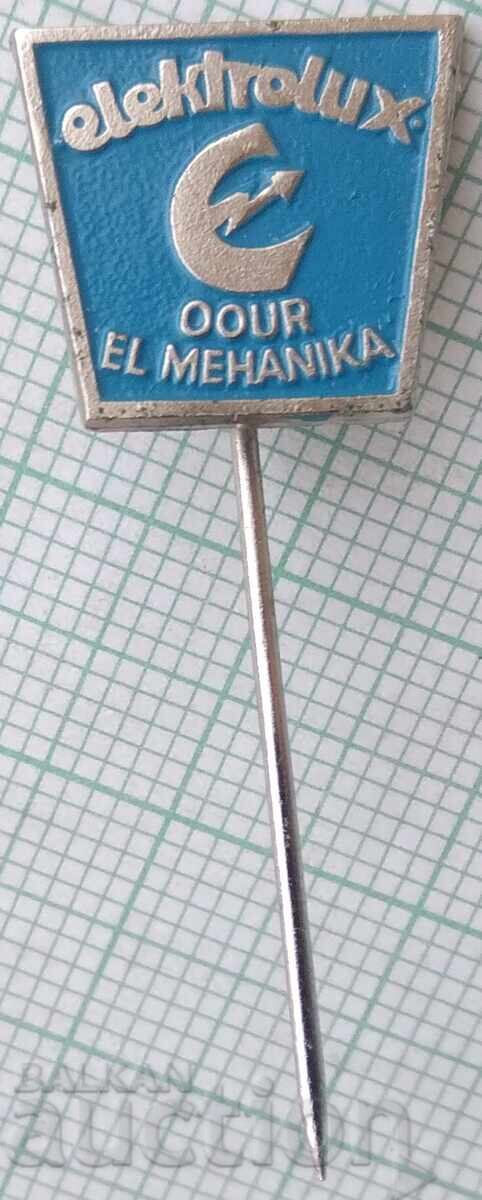 elektrolux
OOUR
EL MEHANIKA
BALKAN
auction